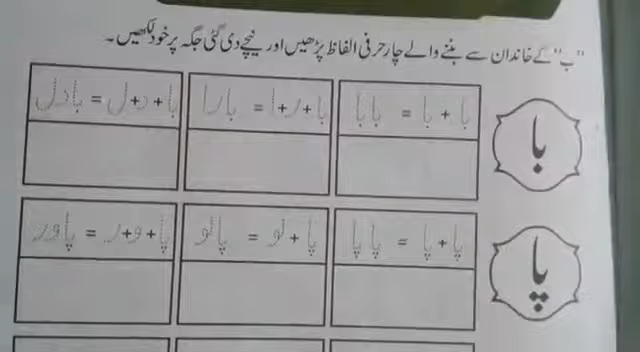 "ب" کے خاندان سے بننے والے چار حرفی الفاظ پڑھیں اور نیچے دی گئی جگہ پر خود لکھیں۔
با
با + با = بابا
با + ر + ا = بارا
با + د + ل = بادل
پا
پا + پا = پاپا
پا + لو = پالو
پا + و + ر = پاور